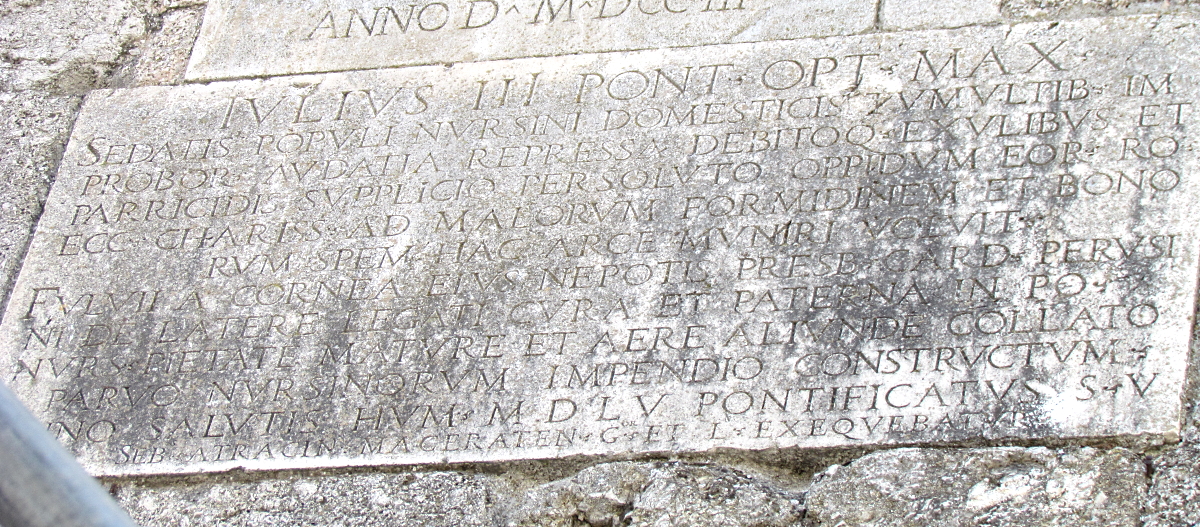 ANNO D M DCC III
IVLIVS III PONT OPT MAX
SEDATIS POPVLI NVRSINI DOMESTICIS TVMVLTIB IM
PROBOR AVDATIA REPRESSA DEBITOQ EXVLIBVS ET
PARRICIDIS SVPPLICIO PERSOLVTO OPPIDVM EOR RO
ECC CHARISS AD MALORVM FORMIDINEM ET BONO
RVM SPEM HAC ARCE MVNIRI VOLVIT
FVLVII A CORNEA EIVS NEPOTIS PRESB CARD PERVSI
NI DE LATERE LEGATI CVRA ET PATERNA IN PO
NVRS PIETATE MATVRE ET AERE ALIVNDE COLLATO
PARVO NVRSINORVM IMPENDIO CONSTRVCTVM
NNO SALVTIS HVM M D L V PONTIFICATVS S V
SEB ATRACIN MACERATEN G ET L EXEQVEBATVR